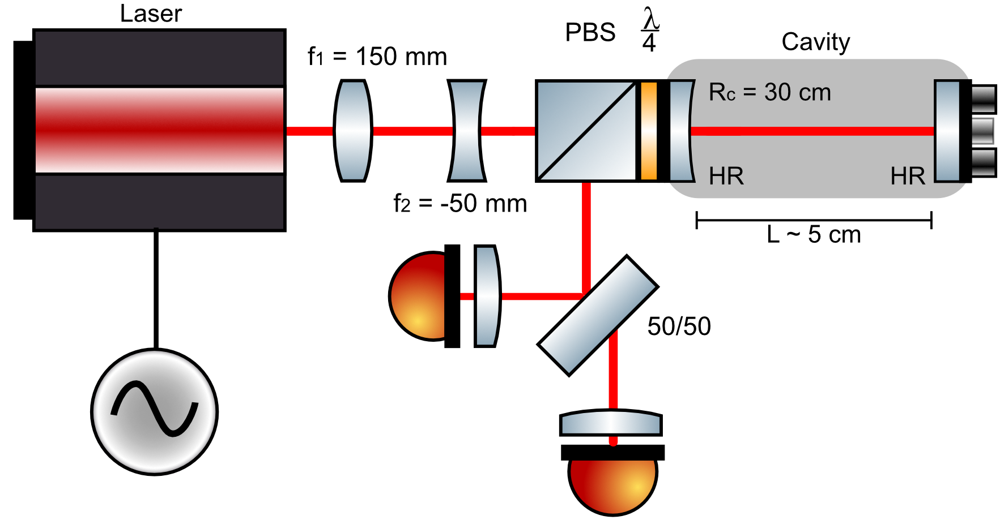 Laser
f1 = 150 mm
f2 = -50 mm
PBS
λ
4
Cavity
Rc = 30 cm
HR
HR
L ~ 5 cm
50/50